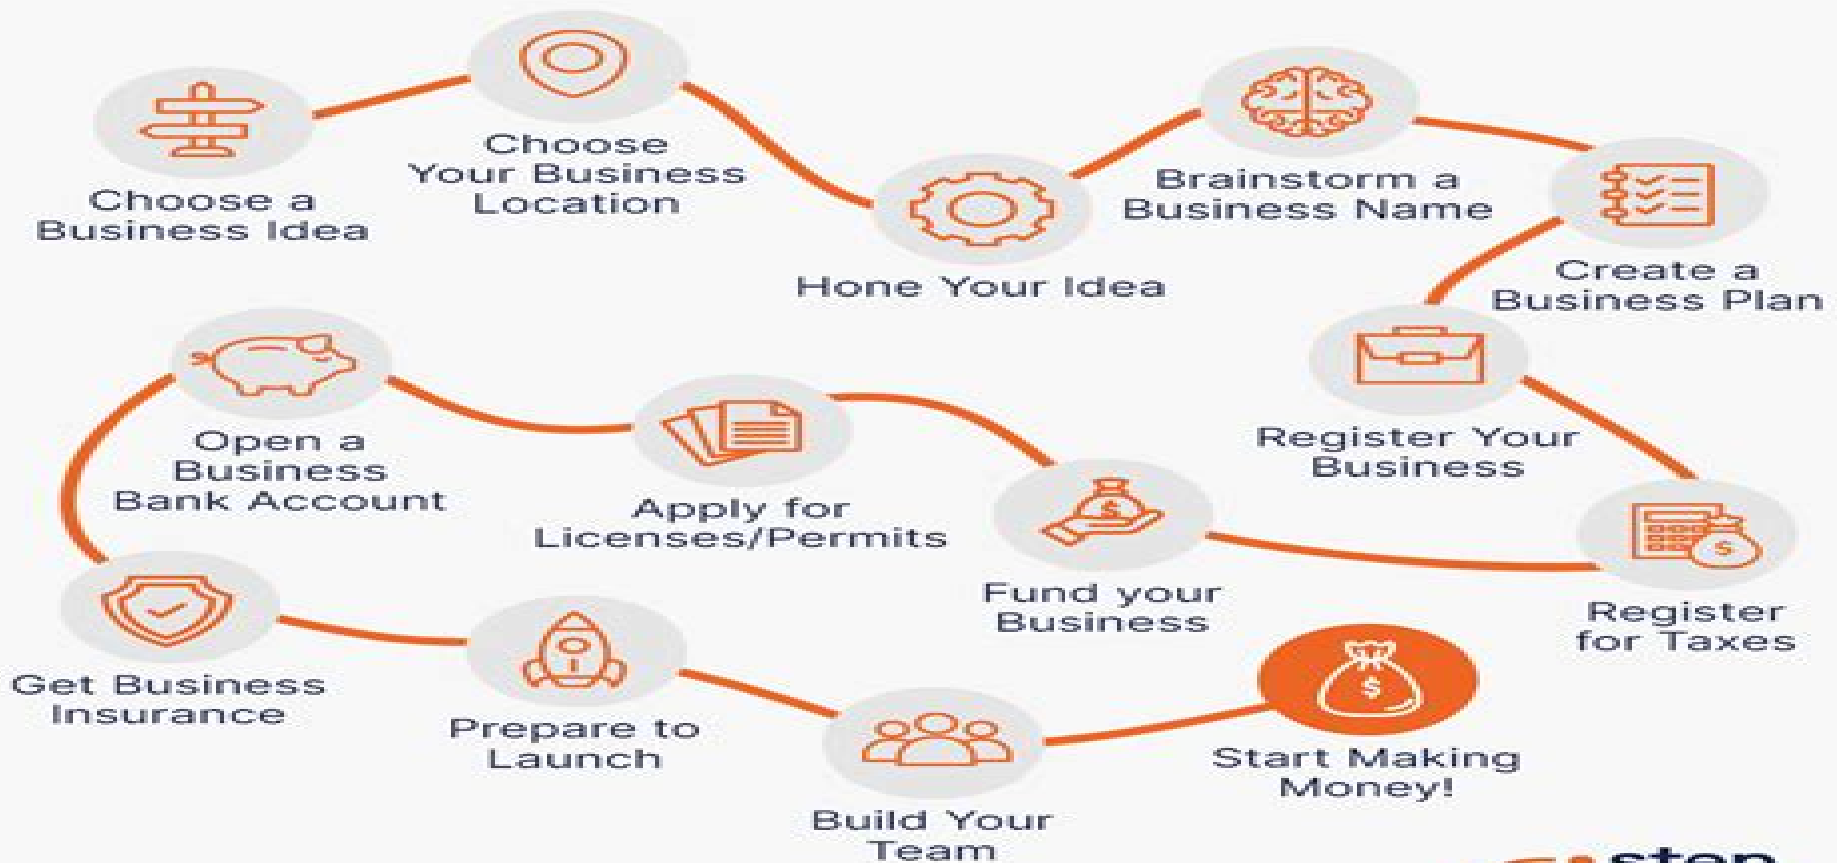 Choose a
Business Idea
Choose
Your Business
Location
Hone Your Idea
Brainstorm a
Business Name
Create a
Business Plan
Register Your
Business
Register
for Taxes
$
Fund your
Business
$
Apply for
Licenses/Permits
Open a
Business
Bank Account
Get Business
Insurance
Prepare to
Launch
Build Your
Team
Start Making
Money!
$
step